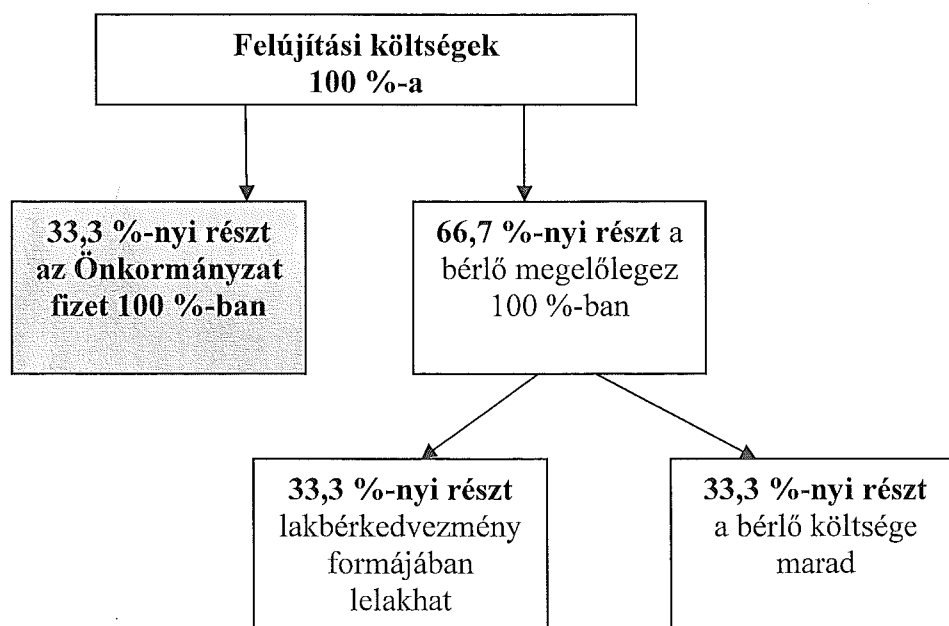 Felújítási költségek
100 %-a
33,3 %-nyi részt
az Önkormányzat
fizet 100 %-ban
66,7 %-nyi részt a
bérlő megelőlegez
100 %-ban
33,3 %-nyi részt
lakbérkedvezmény
formájában
lelakhat
33,3 %-nyi részt
a bérlő költsége
marad